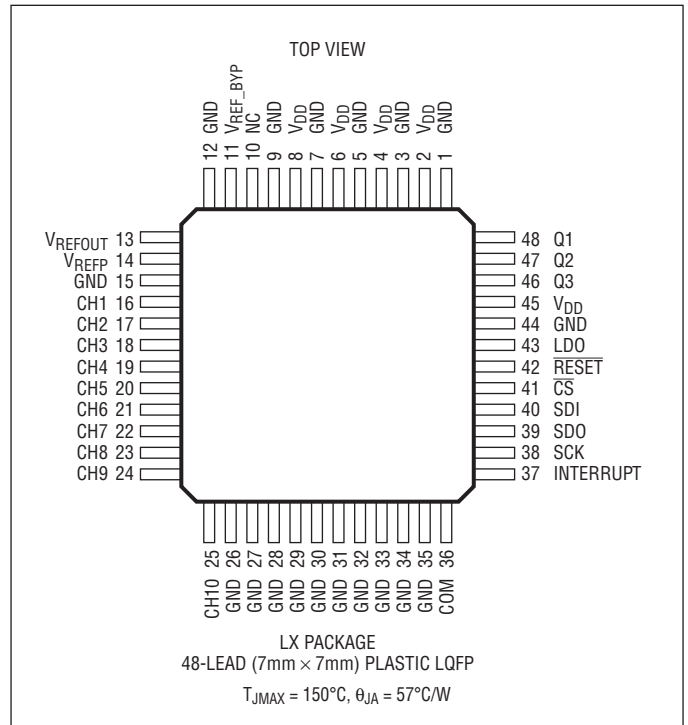 TOP VIEW
12 GND
11 VREF_BYP
10 NC
9 GND
8 VDD
7 GND
6 VDD
5 GND
4 VDD
3 GND
2 VDD
1 GND
VREFOUT 13
VREFP 14
GND 15
CH1 16
CH2 17
CH3 18
CH4 19
CH5 20
CH6 21
CH7 22
CH8 23
CH9 24
48 Q1
47 Q2
46 Q3
45 VDD
44 GND
43 LDO
42 RESET
41 CS
40 SDI
39 SDO
38 SCK
37 INTERRUPT
CH10 25
GND 26
GND 27
GND 28
GND 29
GND 30
GND 31
GND 32
GND 33
GND 34
GND 35
COM 36
LX PACKAGE
48-LEAD (7mm × 7mm) PLASTIC LQFP
TJMAX = 150°C, θJA = 57°C/W